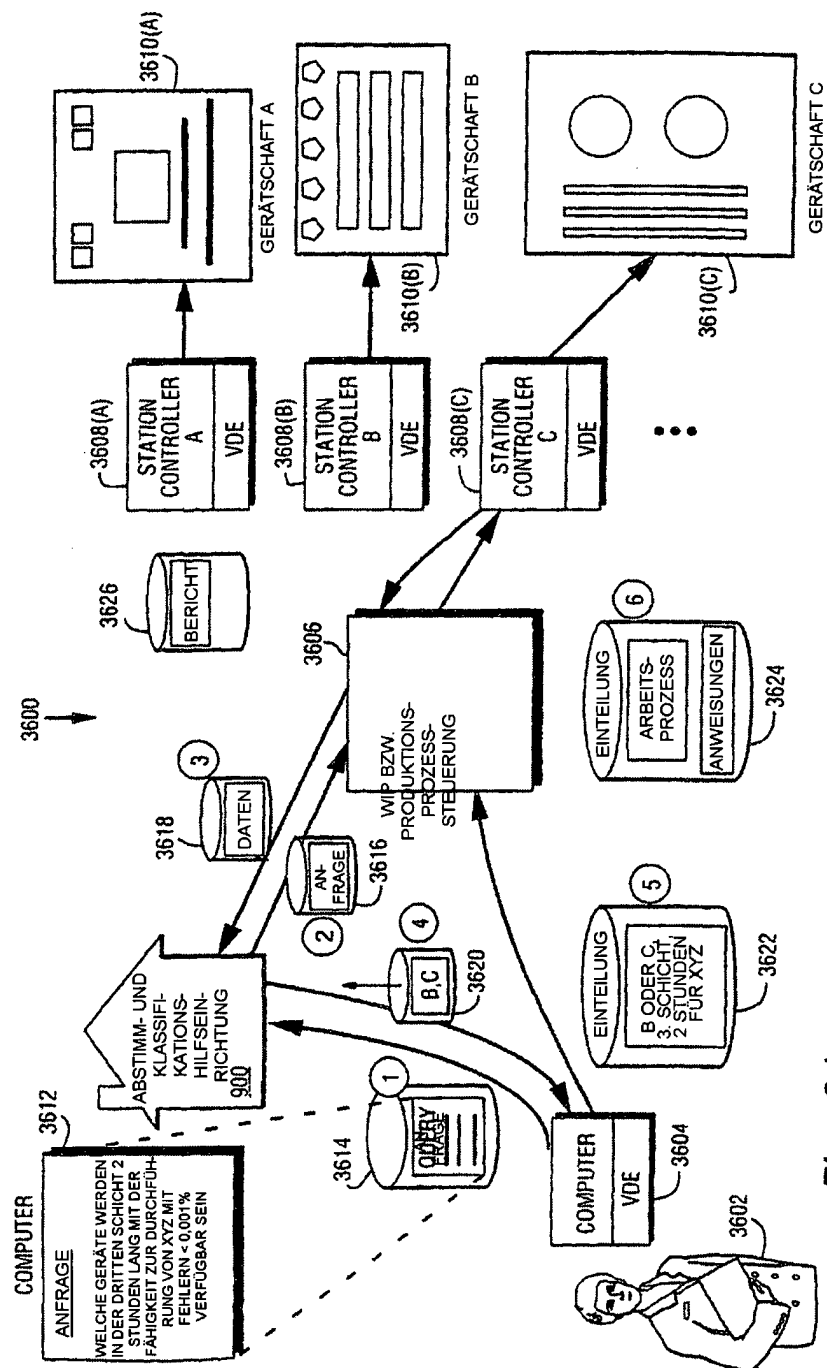 COMPUTER
3612
ANFRAGE
WELCHE GERÄTE WERDEN
IN DER DRITTEN SCHICHT 2
STUNDEN LANG MIT DER
FÄHIGKEIT ZUR DURCHFÜH-
RUNG VON XYZ MIT
FEHLERN < 0,001%
VERFÜGBAR SEIN
3600
ABSTIMM- UND
KLASSIFI-
KATIONS-
HILFSEIN-
RICHTUNG
900
3618
DATEN
3
3626
BERICHT
3608(A)
STATION
CONTROLLER
A
VDE
3610(A)
GERÄTSCHAFT A
3614
1
QUERY
FRAGE
2
AN-
FRAGE
3616
3606
WIP BZW.
PRODUKTIONS-
PROZESS-
STEUERUNG
3608(B)
STATION
CONTROLLER
B
VDE
3610(B)
GERÄTSCHAFT B
4
B,C
3620
3608(C)
STATION
CONTROLLER
C
VDE
3610(C)
GERÄTSCHAFT C
COMPUTER
VDE
3604
3602
5
EINTEILUNG
B ODER C,
3. SCHICHT,
2 STUNDEN
FÜR XYZ
3622
6
EINTEILUNG
ARBEITS-
PROZESS
ANWEISUNGEN
3624